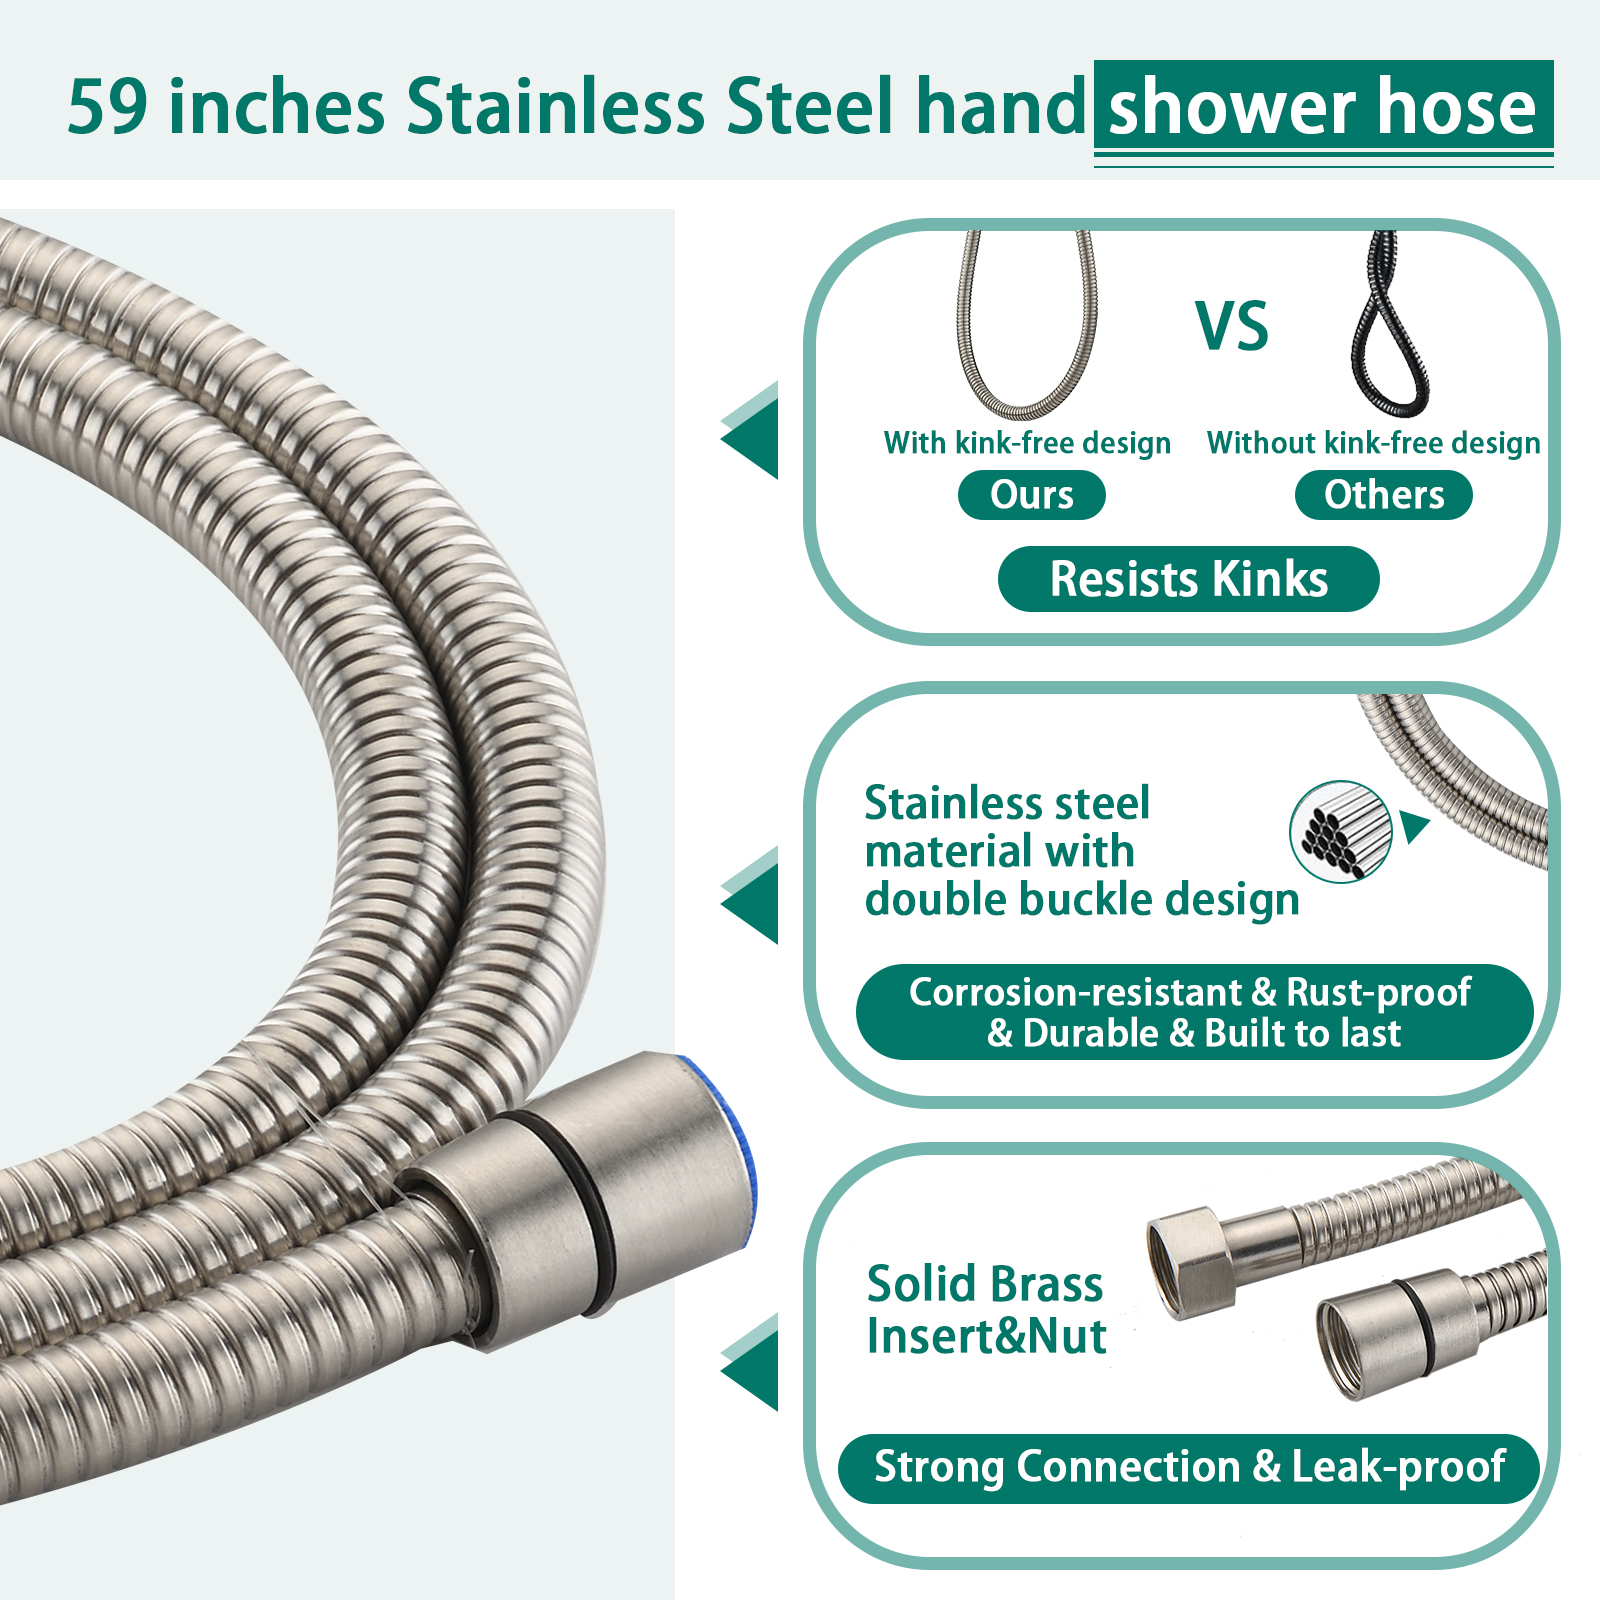 59 inches Stainless Steel hand shower hose
VS
With kink-free design
Without kink-free design
Ours
Others
Resists Kinks
Stainless steel
material with
double buckle design
Corrosion-resistant & Rust-proof
& Durable & Built to last
Solid Brass
Insert&Nut
Strong Connection & Leak-proof